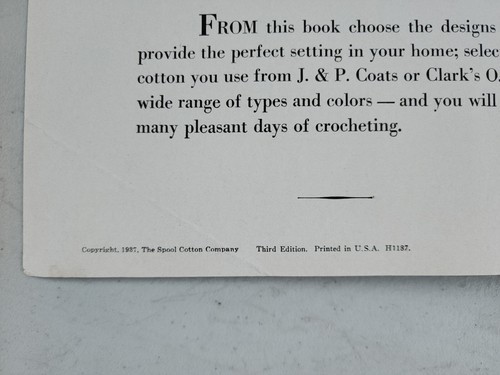 FROM this book choose the designs
provide the perfect setting in your home;
cotton you use from J. & P. Coats or Clark's O.
wide range of types and colors — and you will
many pleasant days of crocheting.
Copyright, 1937, The Spool Cotton Company Third Edition. Printed in U.S.A. H1187.